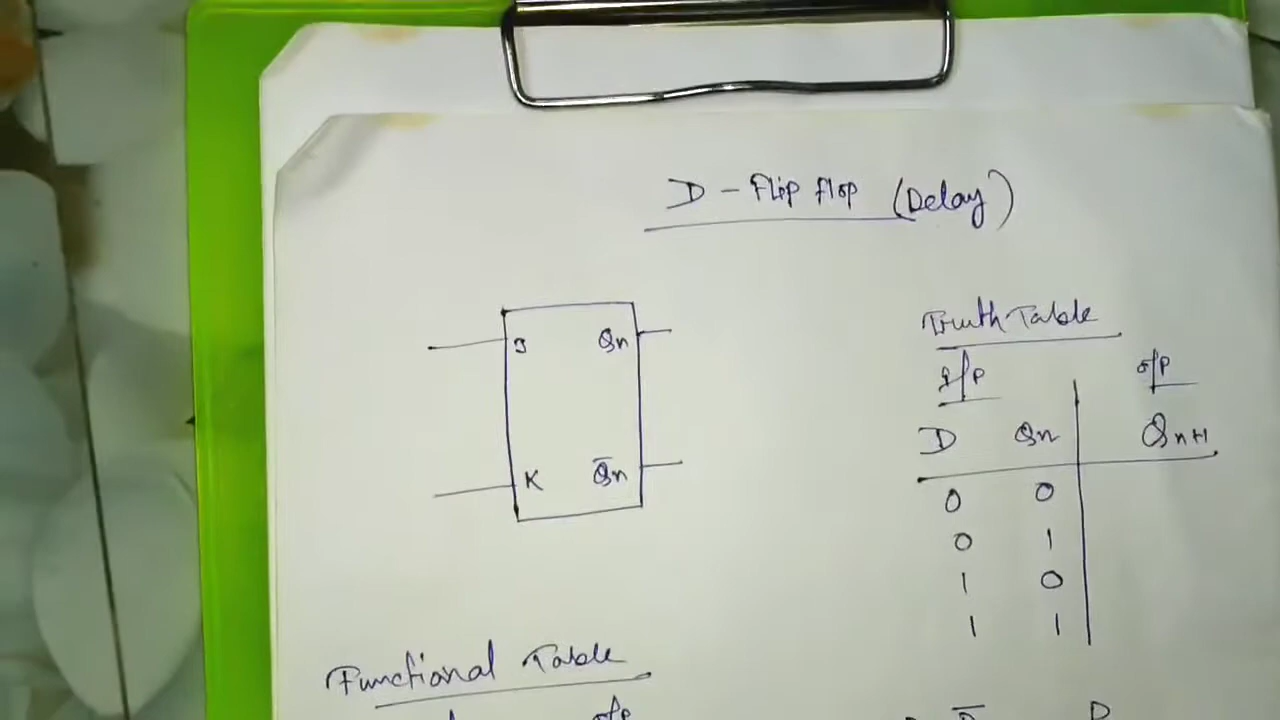 D - Flip flop (Delay)
J Qn
K Q̅n
Truth Table
I/P O/P
D Qn Qn+1
0 0
0 1
1 0
1 1
Functional Table
O/P
D